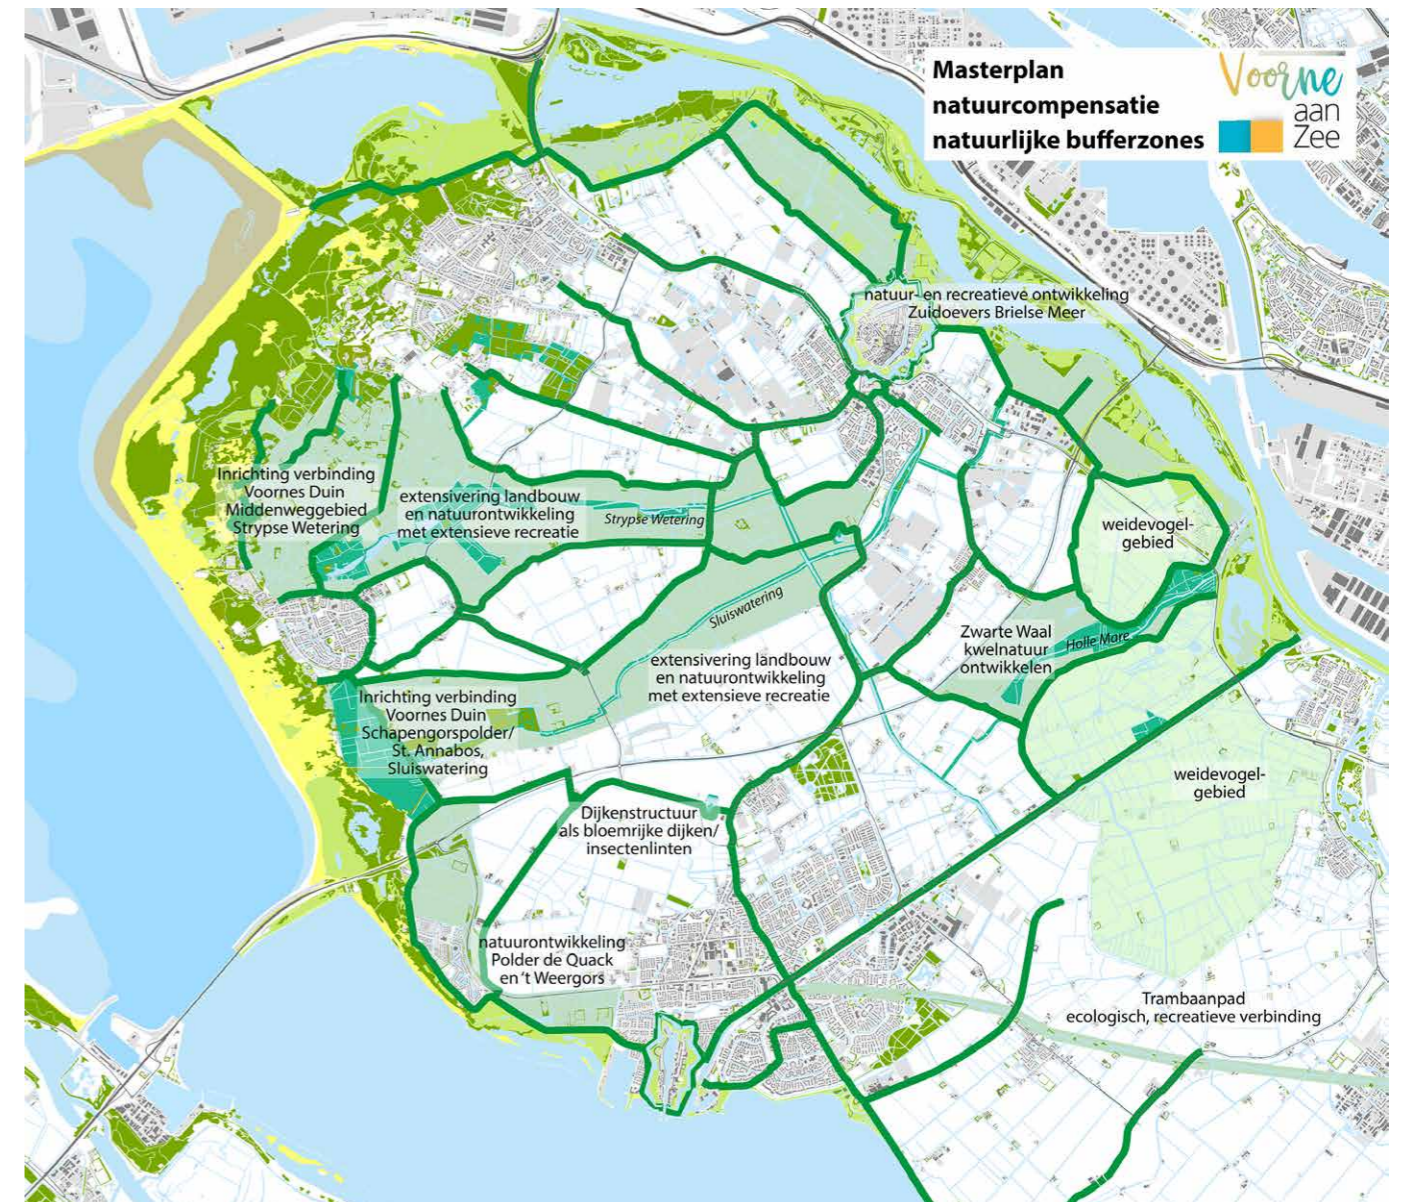 Masterplan
natuurcompensatie
natuurlijke bufferzones
Voorne
aan
Zee
natuur- en recreatieve ontwikkeling
Zuidoevers Brielse Meer
Inrichting verbinding
Voornes Duin
Middenweggebied
Strypse Wetering
extensivering landbouw
en natuurontwikkeling
met extensieve recreatie
Strypse Wetering
weidevogel-
gebied
Sluiswatering
Zwarte Waal
kwelnatuur
ontwikkelen
Holle Mare
extensivering landbouw
en natuurontwikkeling
met extensieve recreatie
Inrichting verbinding
Voornes Duin
Schapengorspolder/
St. Annabos,
Sluiswatering
weidevogel-
gebied
Dijkenstructuur
als bloemrijke dijken/
insectenlinten
natuurontwikkeling
Polder de Quack
en 't Weergors
Trambaanpad
ecologisch, recreatieve verbinding